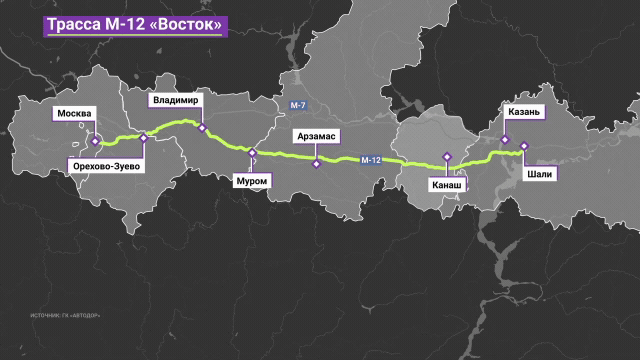 Трасса М-12 «Восток»
Владимир
М-7
Москва
Казань
Арзамас
М-12
Орехово-Зуево
Шали
Муром
Канаш
ИСТОЧНИК: ГК «АВТОДОР»